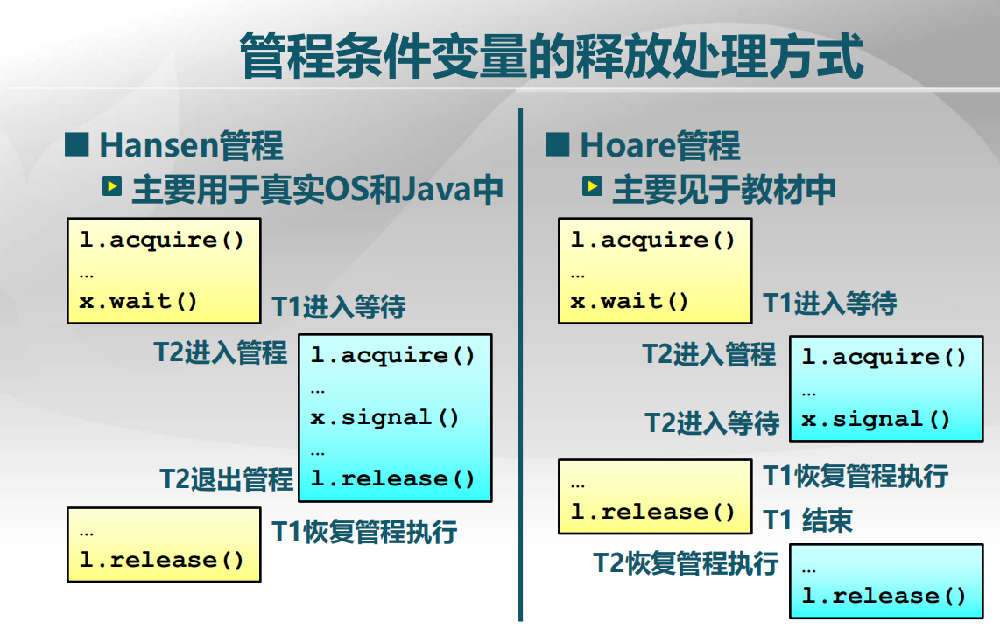 管程条件变量的释放处理方式
Hansen管程
主要用于真实OS和Java中
l.acquire()
…
x.wait()
T1进入等待
T2进入管程
l.acquire()
…
x.signal()
…
T2退出管程
l.release()
…
T1恢复管程执行
l.release()
Hoare管程
主要见于教材中
l.acquire()
…
x.wait()
T1进入等待
T2进入管程
l.acquire()
…
T2进入等待
x.signal()
…
T1恢复管程执行
l.release()
T1 结束
T2恢复管程执行
…
l.release()